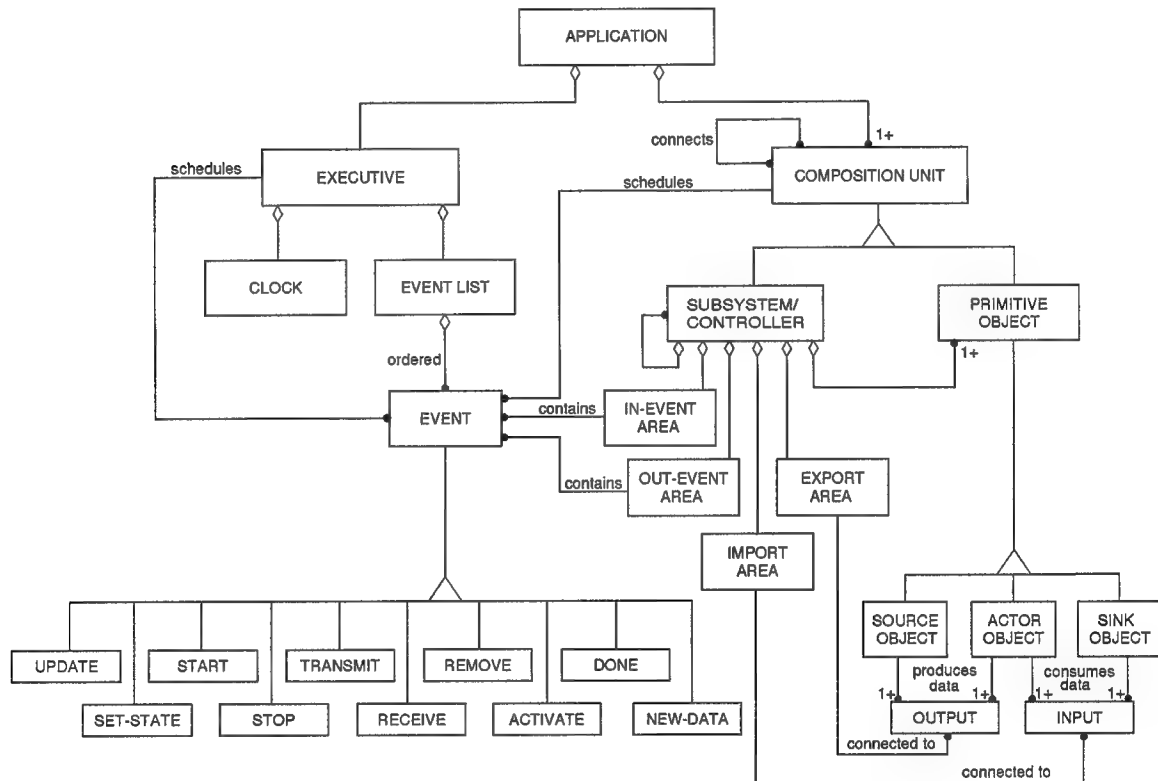 APPLICATION
connects
1+
schedules
EXECUTIVE
schedules
COMPOSITION UNIT
CLOCK
EVENT LIST
SUBSYSTEM/
CONTROLLER
PRIMITIVE
OBJECT
1+
ordered
EVENT
contains
IN-EVENT
AREA
contains
OUT-EVENT
AREA
EXPORT
AREA
IMPORT
AREA
SOURCE
OBJECT
ACTOR
OBJECT
SINK
OBJECT
UPDATE
START
TRANSMIT
REMOVE
DONE
produces
data
consumes
data
1+
1+
1+
1+
SET-STATE
STOP
RECEIVE
ACTIVATE
NEW-DATA
OUTPUT
INPUT
connected to
connected to